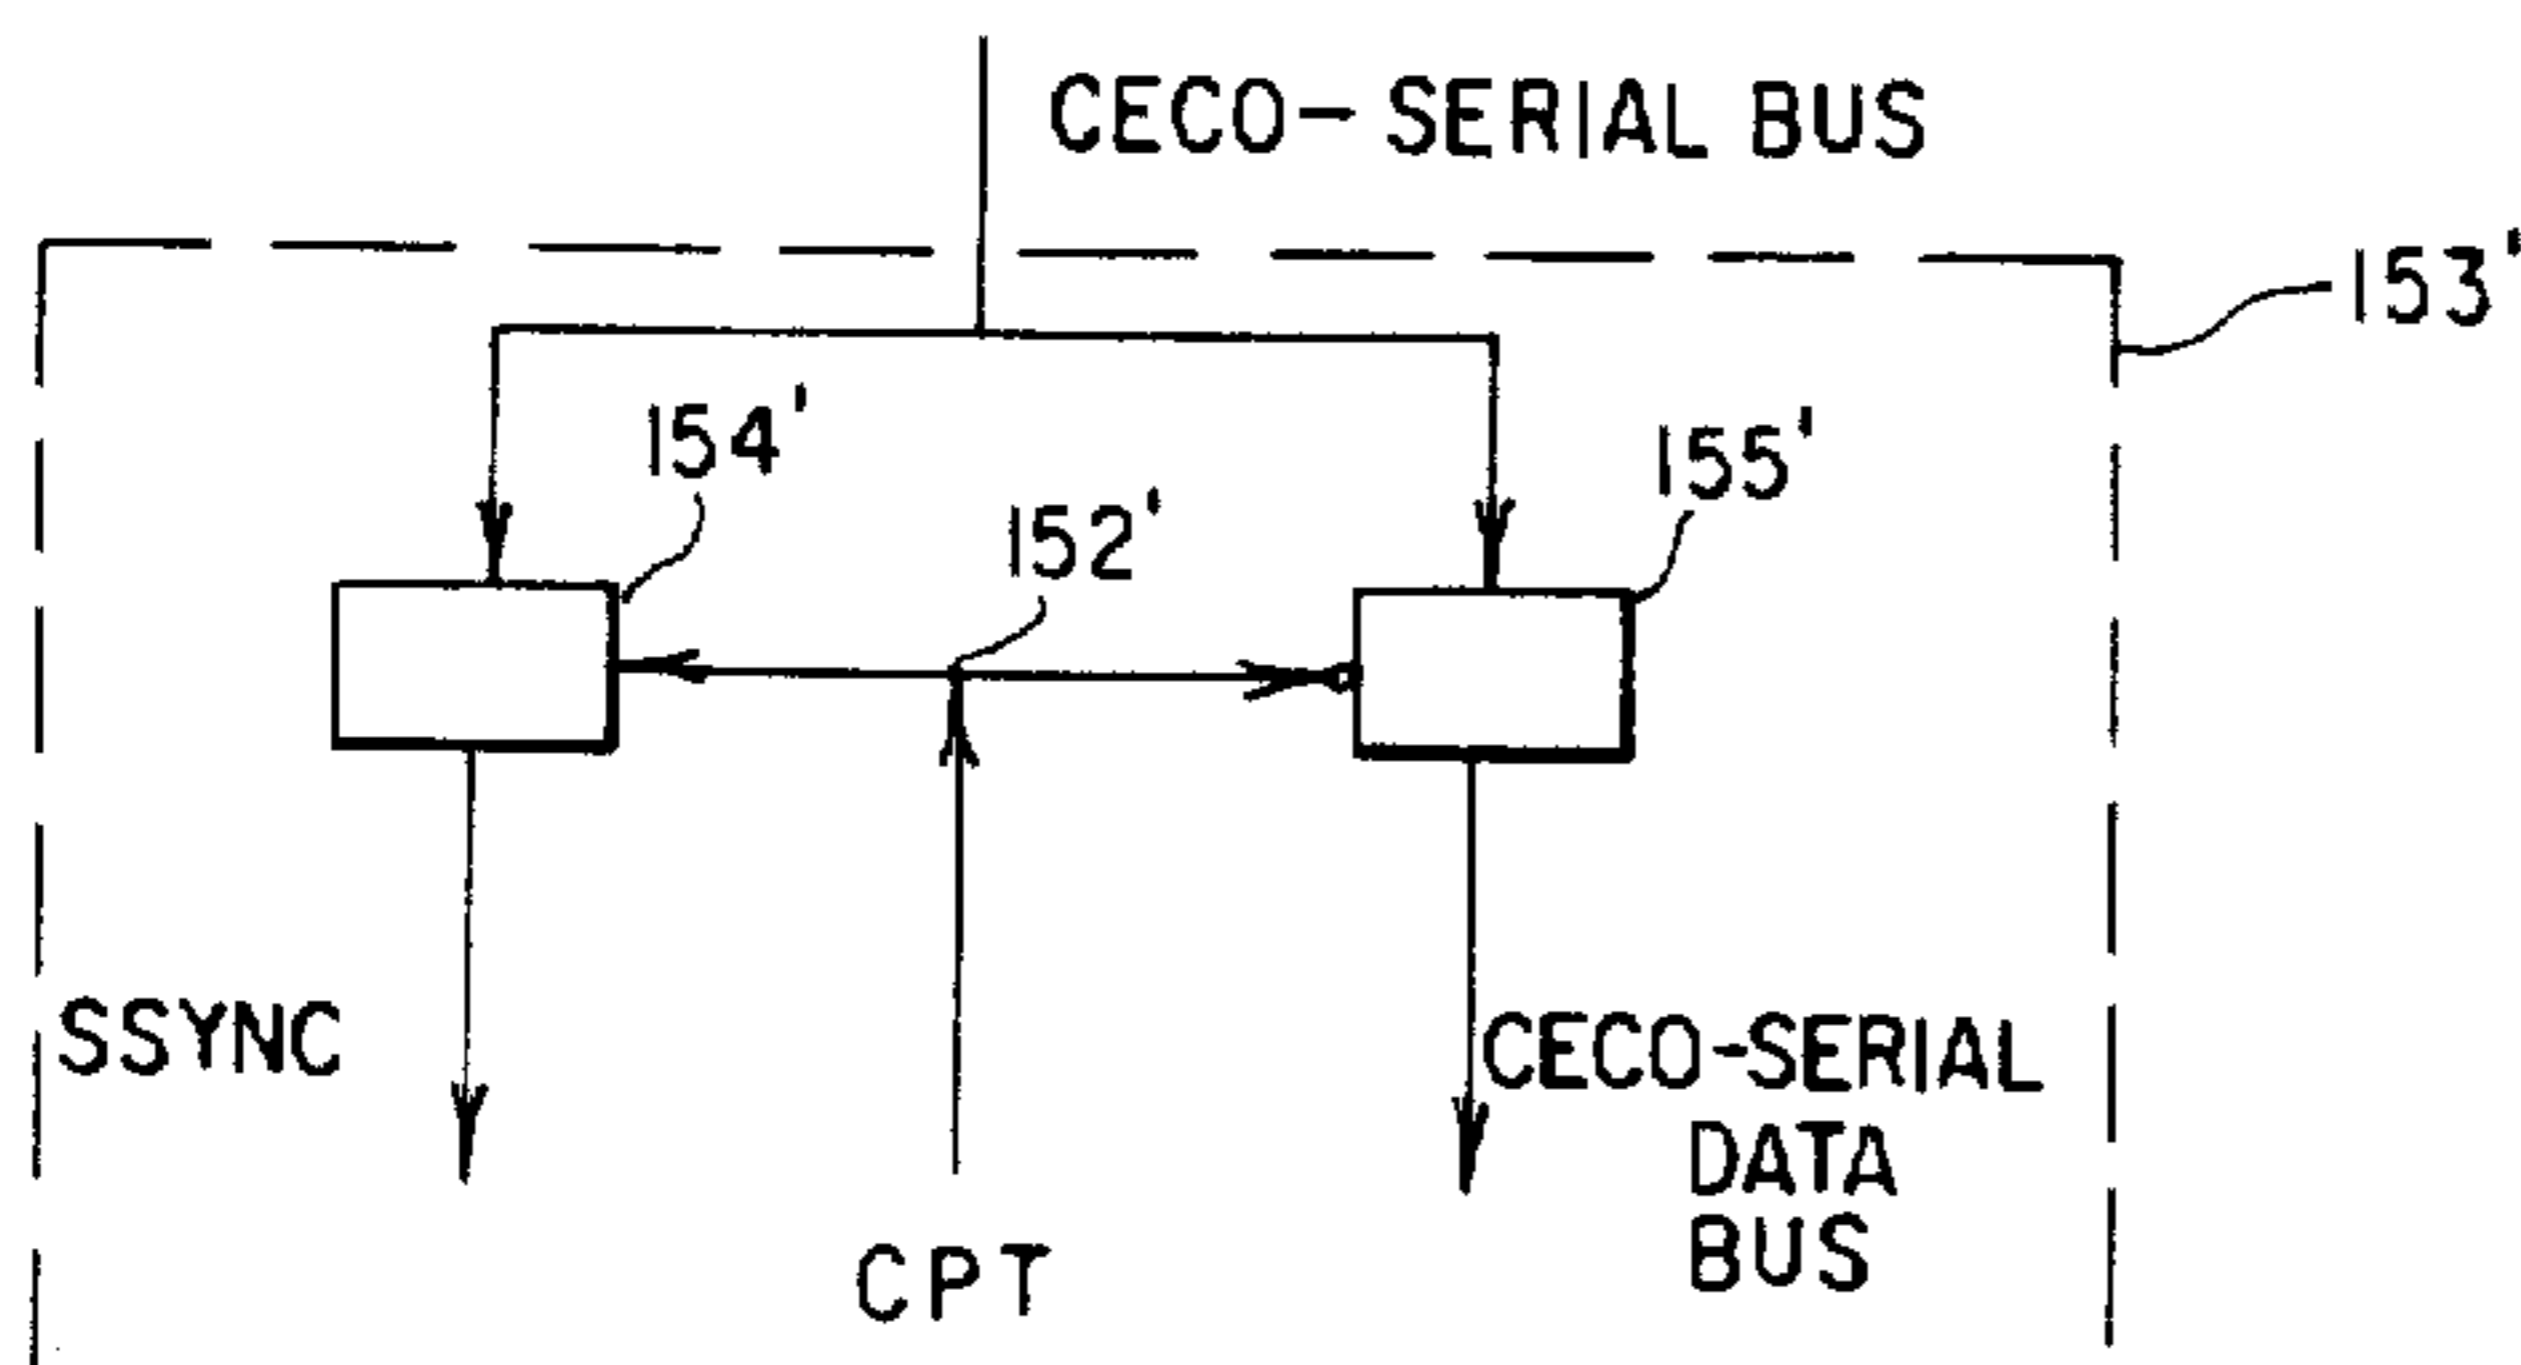 CECO-SERIAL BUS
153'
154'
155'
152'
SSYNC
CECO-SERIAL
DATA
BUS
CPT